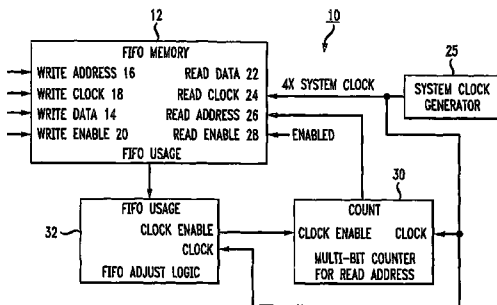 12
10
FIFO MEMORY
WRITE ADDRESS 16
READ DATA 22
WRITE CLOCK 18
READ CLOCK 24
WRITE DATA 14
READ ADDRESS 26
WRITE ENABLE 20
READ ENABLE 28
FIFO USAGE
4X SYSTEM CLOCK
ENABLED
25
SYSTEM CLOCK
GENERATOR
32
FIFO USAGE
CLOCK ENABLE
CLOCK
FIFO ADJUST LOGIC
30
COUNT
CLOCK ENABLE
CLOCK
MULTI-BIT COUNTER
FOR READ ADDRESS